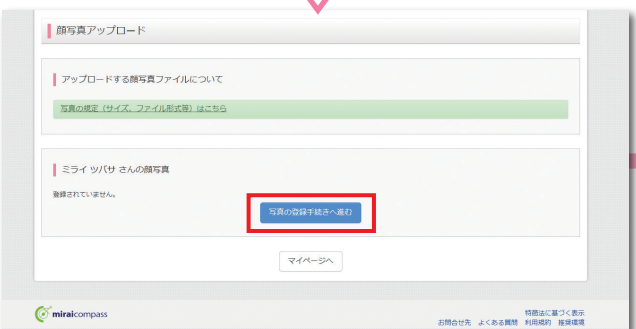 顔写真アップロード
アップロードする顔写真ファイルについて
写真の規定（サイズ、ファイル形式等）はこちら
ミライ ツバサ さんの顔写真
登録されていません。
写真の登録手続きへ進む
マイページへ
miraicompass
特商法に基づく表示
お問合せ先 よくある質問 利用規約 推奨環境